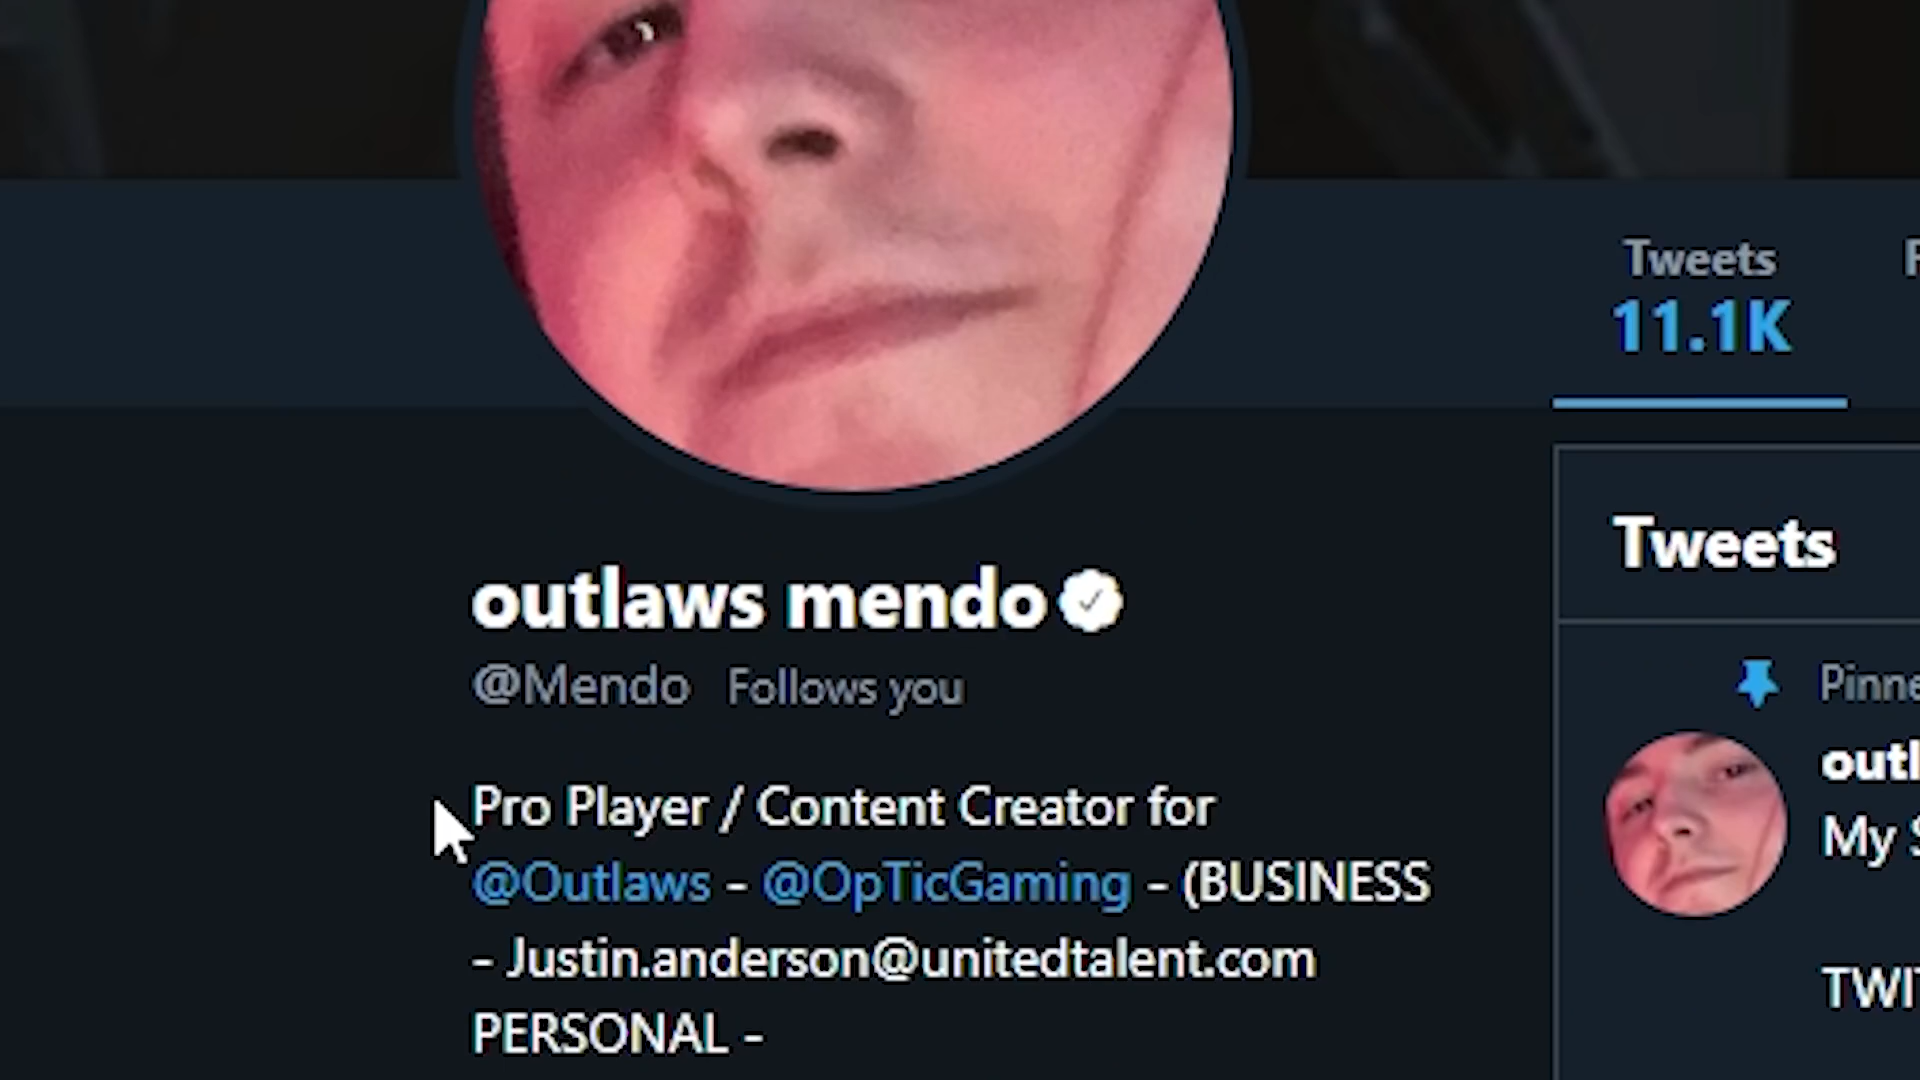 Tweets
11.1K
outlaws mendo
@Mendo Follows you
Pro Player / Content Creator for
@Outlaws - @OpTicGaming - (BUSINESS
- Justin.anderson@unitedtalent.com
PERSONAL -
Tweets
My